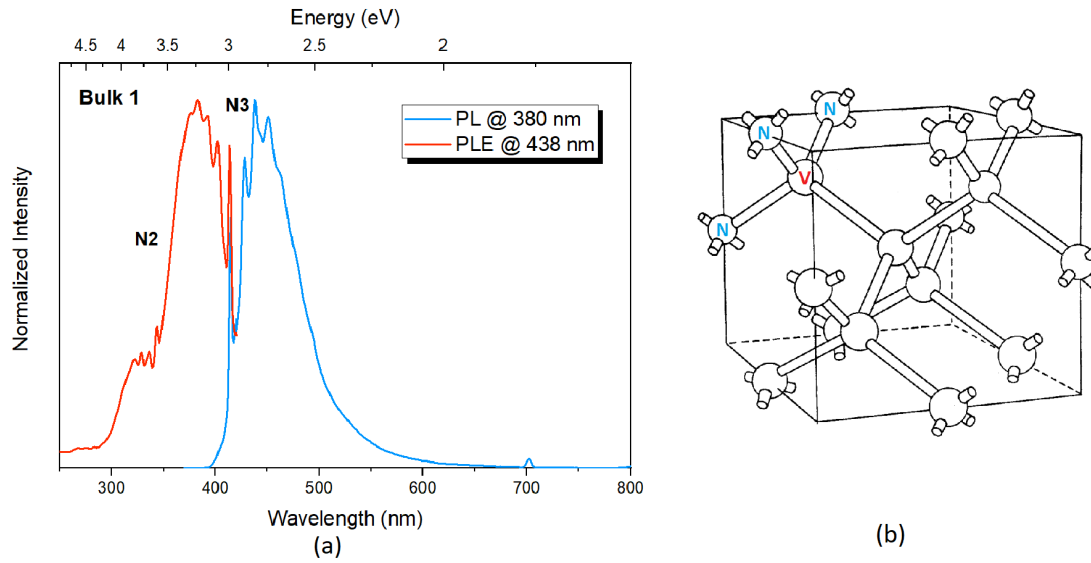 Energy (eV)
4.5 4 3.5 3 2.5 2
Bulk 1
N3
PL @ 380 nm
PLE @ 438 nm
N2
Normalized Intensity
300 400 500 600 700 800
Wavelength (nm)
(a)
N
N
V
N
(b)